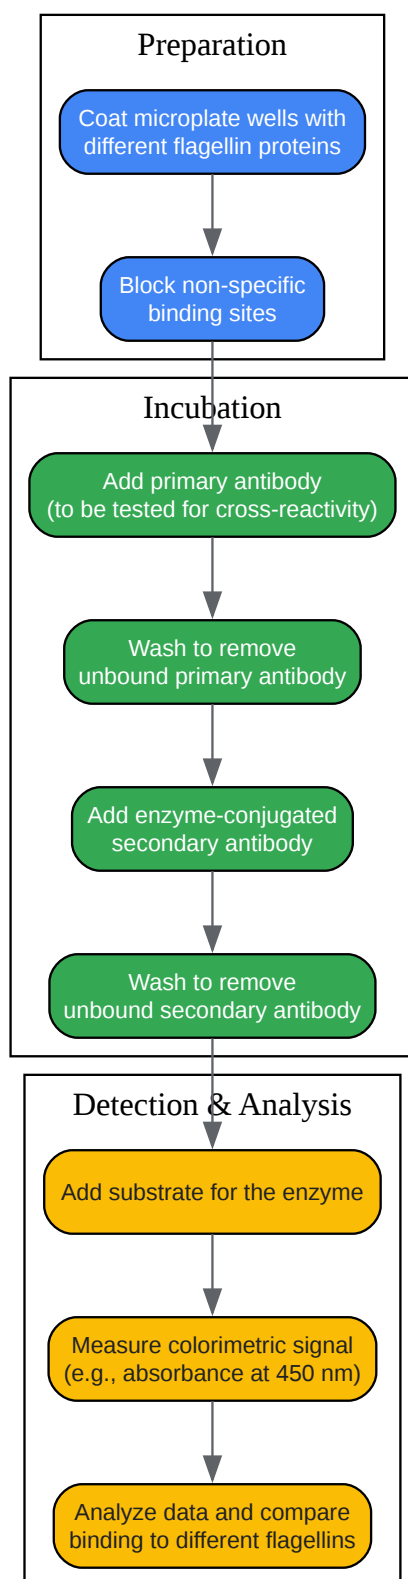 Preparation
Coat microplate wells with
different flagellin proteins
Block non-specific
binding sites
Incubation
Add primary antibody
(to be tested for cross-reactivity)
Wash to remove
unbound primary antibody
Add enzyme-conjugated
secondary antibody
Wash to remove
unbound secondary antibody
Detection & Analysis
Add substrate for the enzyme
Measure colorimetric signal
(e.g., absorbance at 450 nm)
Analyze data and compare
binding to different flagellins